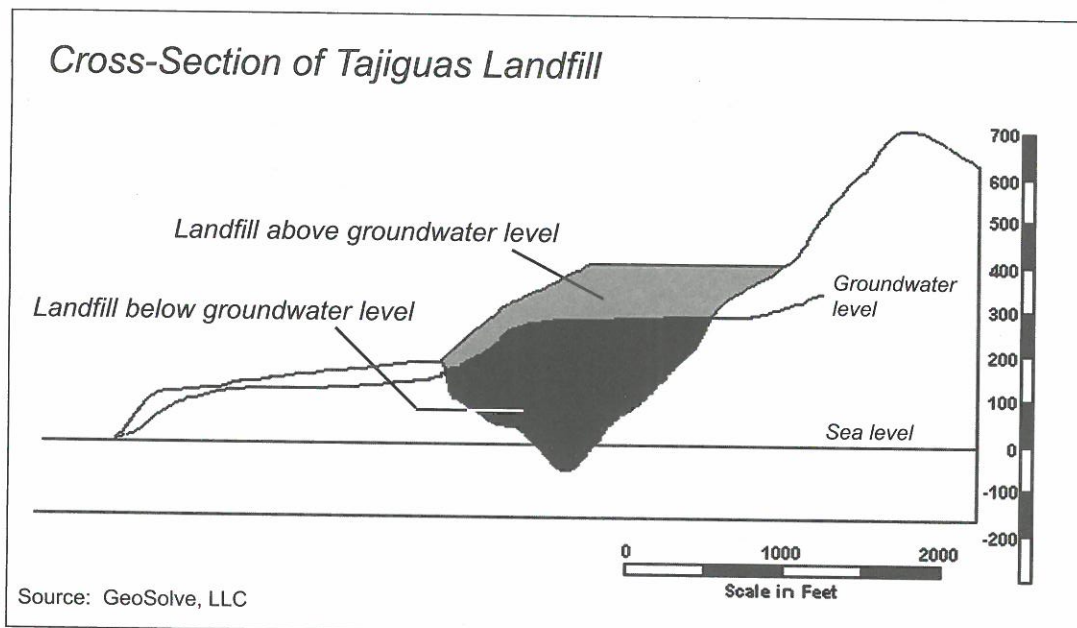 Cross-Section of Tajiguas Landfill
700
600
Landfill above groundwater level
500
400
Groundwater
level
Landfill below groundwater level
300
200
100
Sea level
0
-100
-200
0 1000 2000
Scale in Feet
Source: GeoSolve, LLC